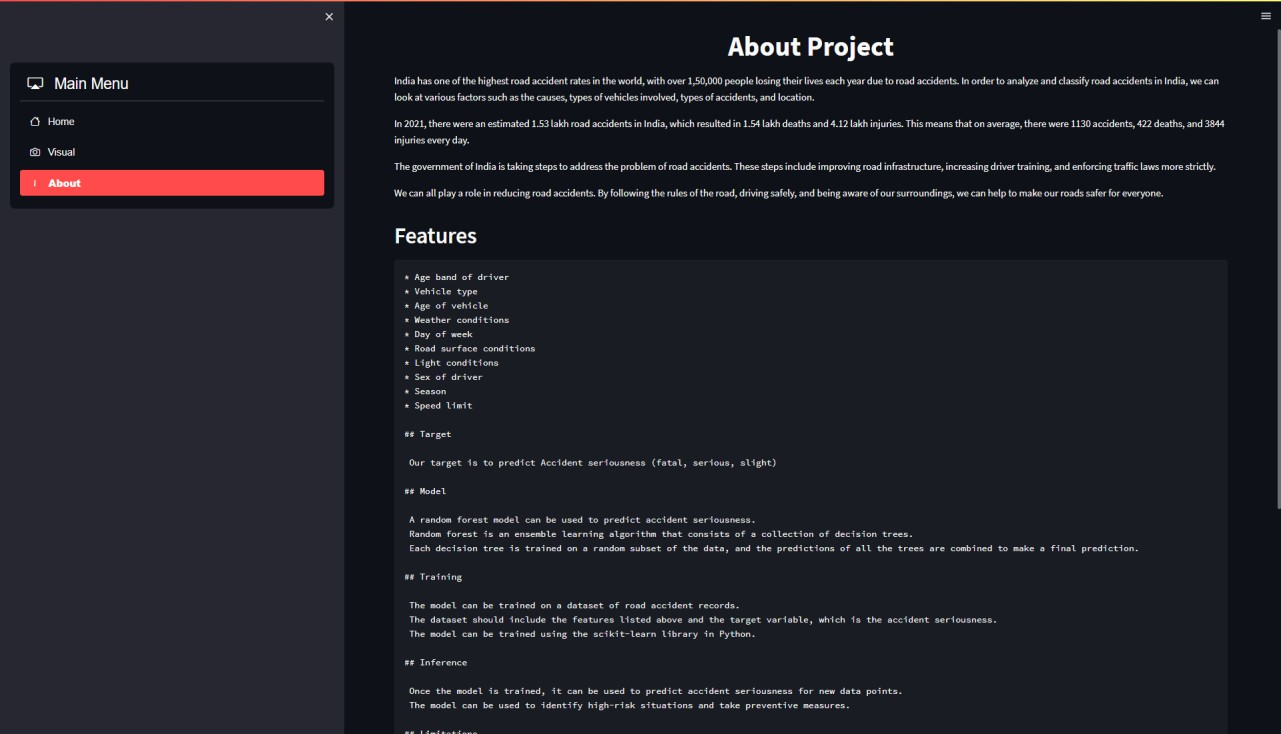 Main Menu
Home
Visual
About
About Project
India has one of the highest road accident rates in the world, with over 1,50,000 people losing their lives each year due to road accidents. In order to analyze and classify road accidents in India, we can
look at various factors such as the causes, types of vehicles involved, types of accidents, and location.
In 2021, there were an estimated 1.53 lakh road accidents in India, which resulted in 1.54 lakh deaths and 4.12 lakh injuries. This means that on average, there were 1130 accidents, 422 deaths, and 3844
injuries every day.
The government of India is taking steps to address the problem of road accidents. These steps include improving road infrastructure, increasing driver training, and enforcing traffic laws more strictly.
We can all play a role in reducing road accidents. By following the rules of the road, driving safely, and being aware of our surroundings, we can help to make our roads safer for everyone.
Features
* Age band of driver
* Vehicle type
* Age of vehicle
* Weather conditions
* Day of week
* Road surface conditions
* Light conditions
* Sex of driver
* Season
* Speed limit
## Target
Our target is to predict Accident seriousness (fatal, serious, slight)
## Model
A random forest model can be used to predict accident seriousness.
Random forest is an ensemble learning algorithm that consists of a collection of decision trees.
Each decision tree is trained on a random subset of the data, and the predictions of all the trees are combined to make a final prediction.
## Training
The model can be trained on a dataset of road accident records.
The dataset should include the features listed above and the target variable, which is the accident seriousness.
The model can be trained using the scikit-learn library in Python.
## Inference
Once the model is trained, it can be used to predict accident seriousness for new data points.
The model can be used to identify high-risk situations and take preventive measures.
## Limitations